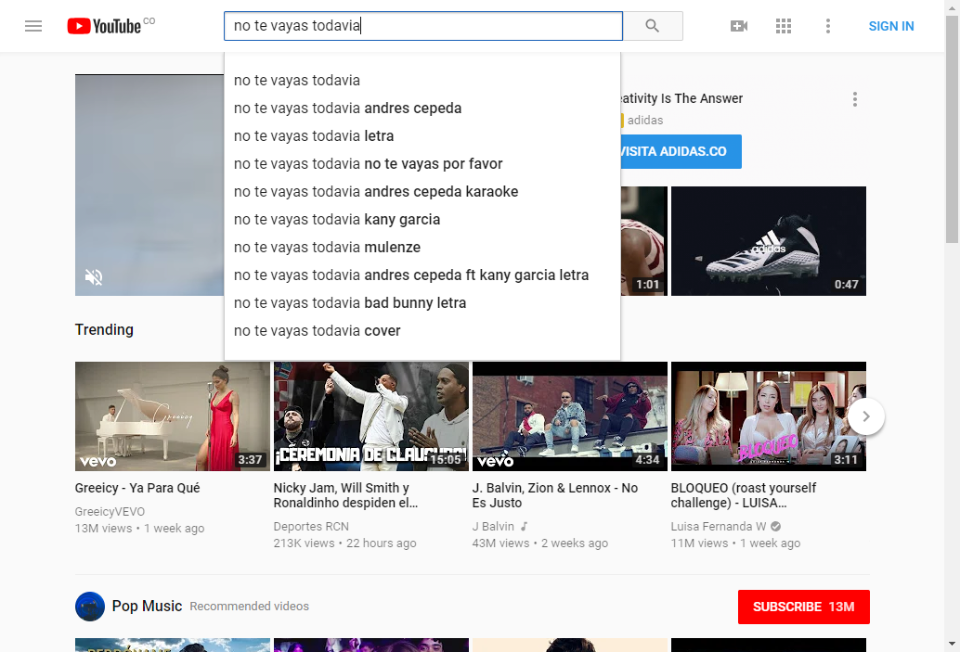 YouTube CO
no te vayas todavia
SIGN IN
no te vayas todavia
no te vayas todavia andres cepeda
no te vayas todavia letra
no te vayas todavia no te vayas por favor
no te vayas todavia andres cepeda karaoke
no te vayas todavia kany garcia
no te vayas todavia mulenze
no te vayas todavia andres cepeda ft kany garcia letra
no te vayas todavia bad bunny letra
no te vayas todavia cover
eativity Is The Answer
adidas
VISITA ADIDAS.CO
adidas
1:01
0:47
Trending
Greeicy
vevo
3:37
¡CEREMONIA DE CLAUSURA!
15:05
vevo
4:34
BLOQUEO
3:11
Greeicy - Ya Para Qué
GreeicyVEVO
13M views • 1 week ago
Nicky Jam, Will Smith y
Ronaldinho despiden el...
Deportes RCN
213K views • 22 hours ago
J. Balvin, Zion & Lennox - No
Es Justo
J Balvin
43M views • 2 weeks ago
BLOQUEO (roast yourself
challenge) - LUISA...
Luisa Fernanda W
11M views • 1 week ago
Pop Music Recommended videos
SUBSCRIBE 13M